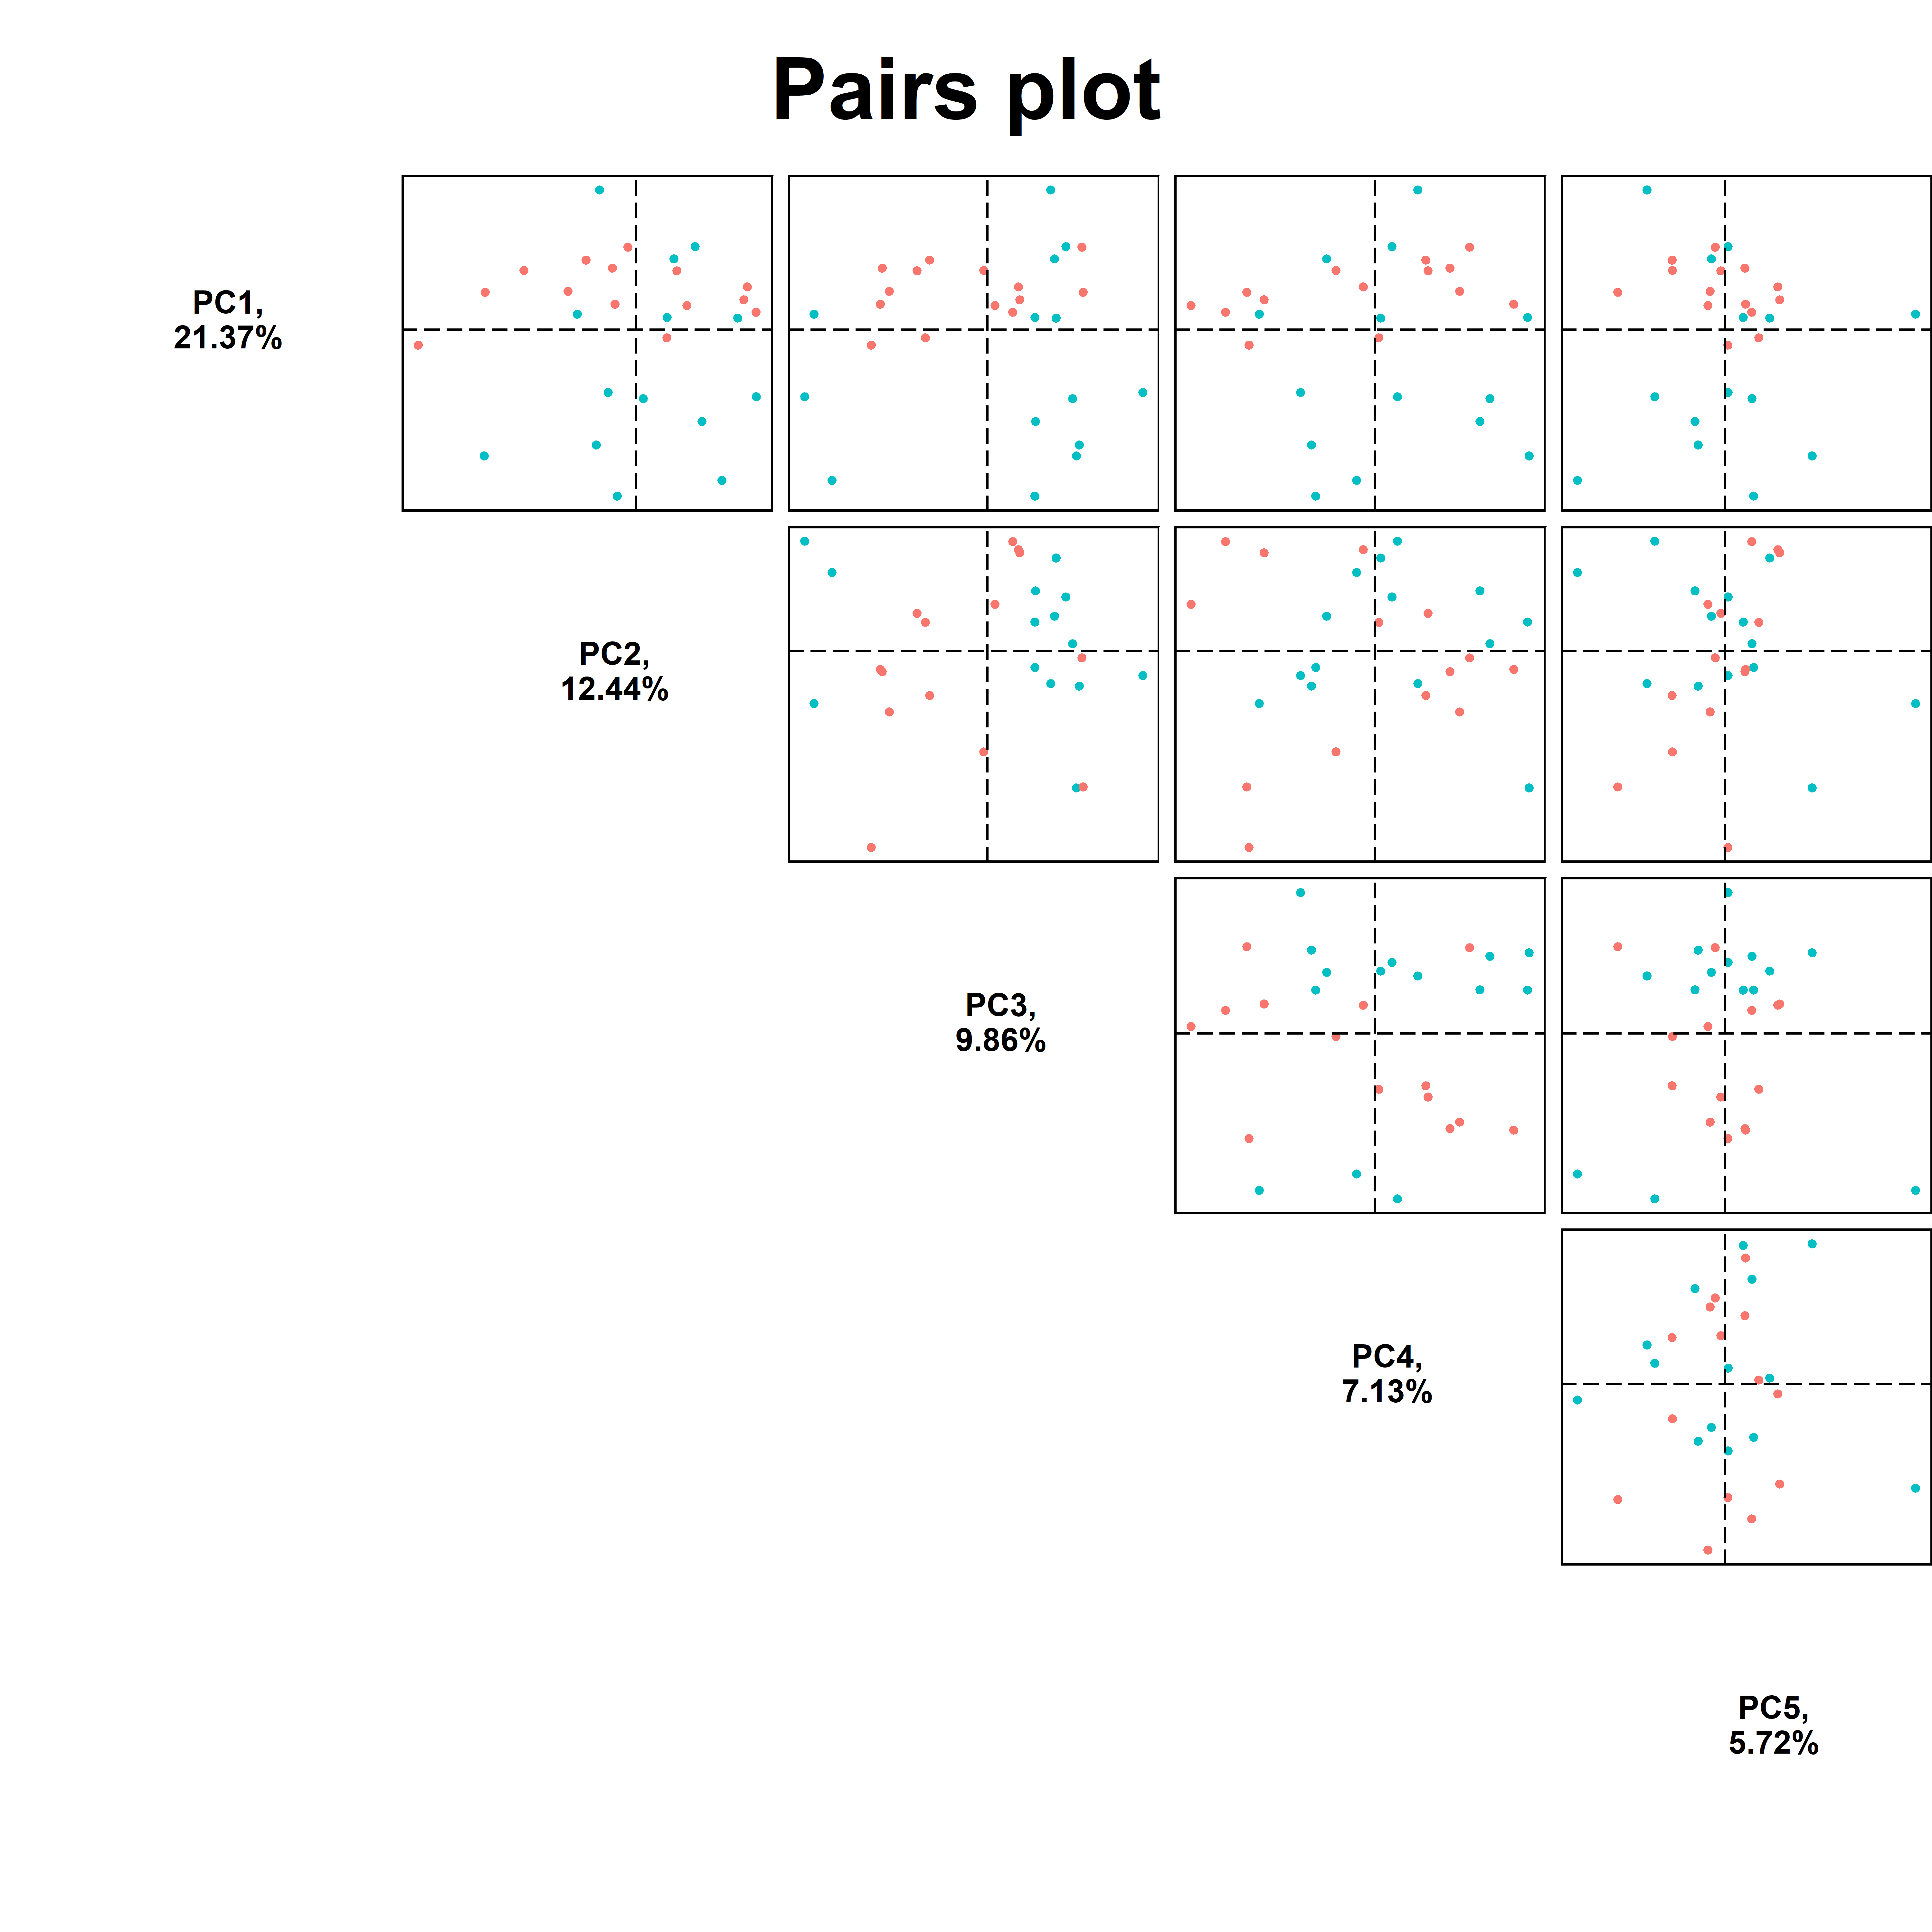 Pairs plot
PC1,
21.37%
PC2,
12.44%
PC3,
9.86%
PC4,
7.13%
PC5,
5.72%